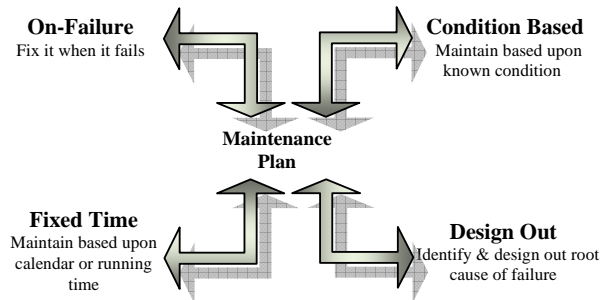 On-Failure
Fix it when it fails
Condition Based
Maintain based upon
known condition
Maintenance
Plan
Fixed Time
Maintain based upon
calendar or running
time
Design Out
Identify & design out root
cause of failure